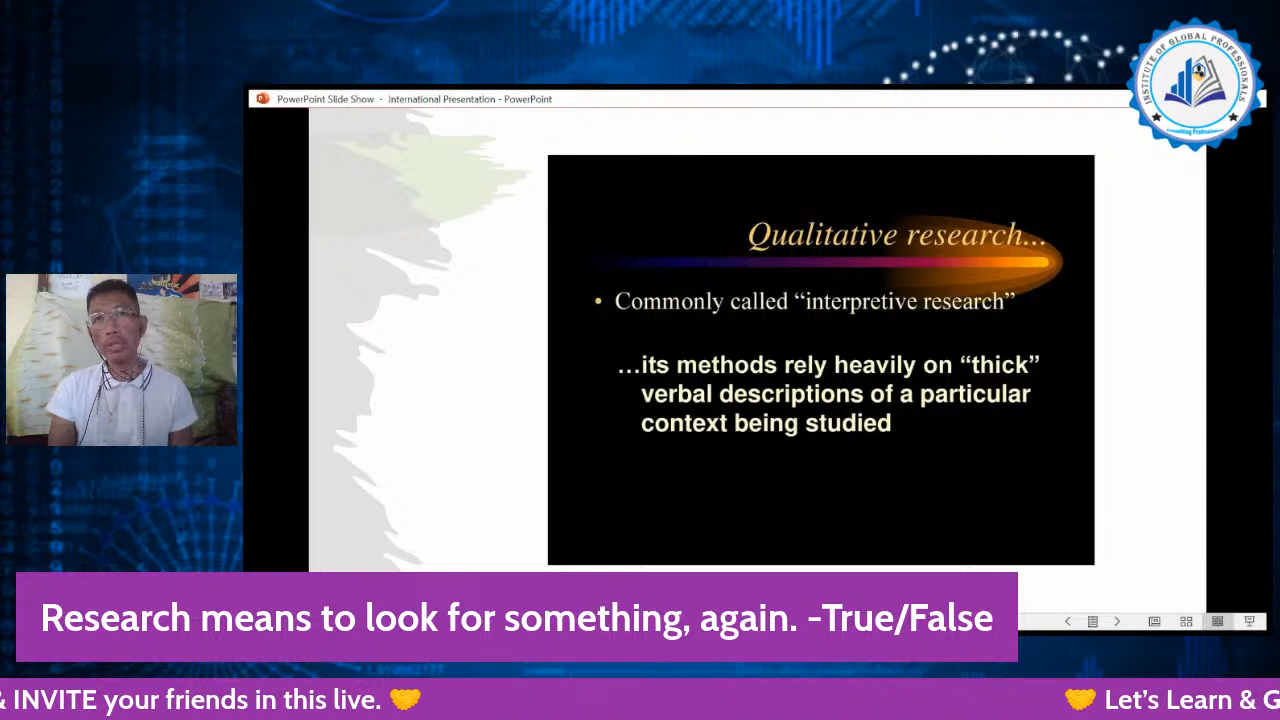 INSTITUTE OF GLOBAL PROFESSIONALS
PowerPoint Slide Show - International Presentation - PowerPoint
Qualitative research...
• Commonly called “interpretive research”
…its methods rely heavily on “thick”
verbal descriptions of a particular
context being studied
Research means to look for something, again. -True/False
& INVITE your friends in this live. 🤝 🤝 Let's Learn & G